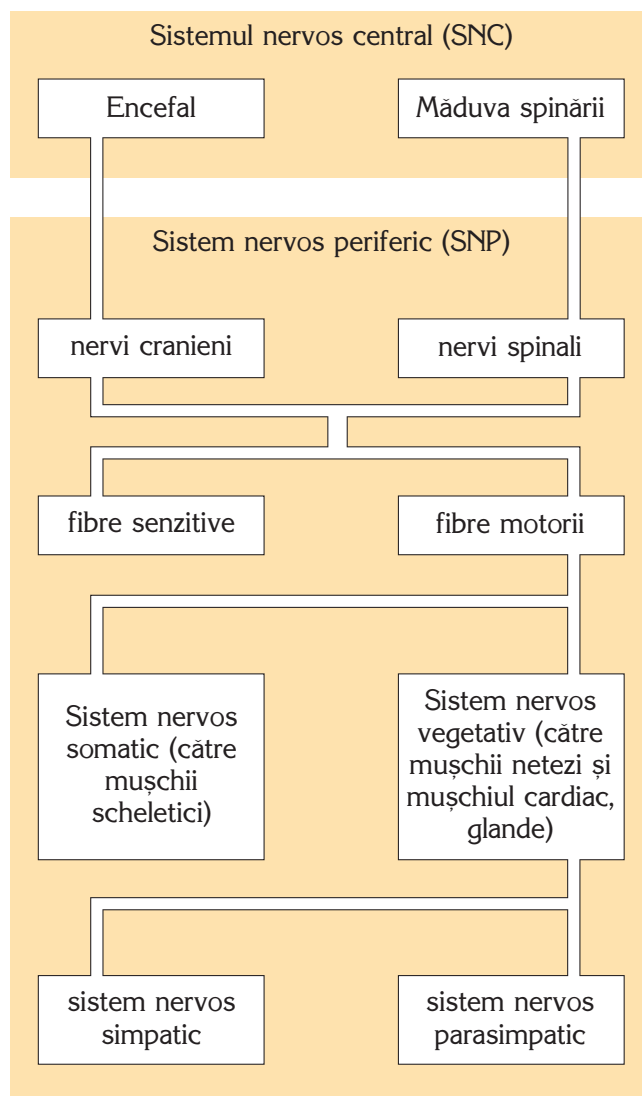 Sistemul nervos central (SNC)
Encefal
Măduva spinării
Sistem nervos periferic (SNP)
nervi cranieni
nervi spinali
fibre senzitive
fibre motorii
Sistem nervos
somatic (către
mușchii
scheletici)
Sistem nervos
vegetativ (către
mușchii netezi și
mușchiul cardiac,
glande)
sistem nervos
simpatic
sistem nervos
parasimpatic